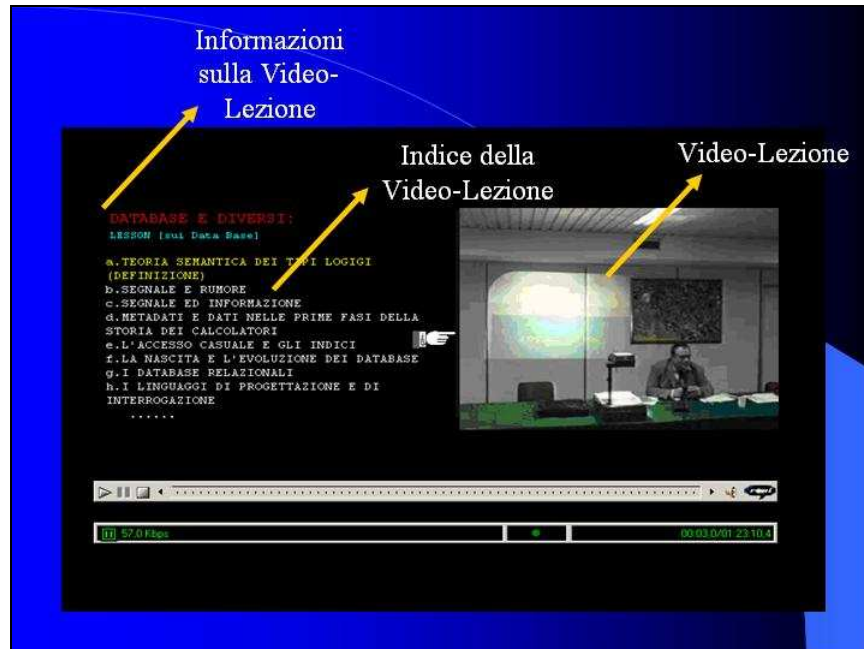 Informazioni
sulla Video-
Lezione
Indice della
Video-Lezione
Video-Lezione
DATABASE E DIVERSI:
LESSON [sui Data Base]
a.TEORIA SEMANTICA DEI TIPI LOGIGI
(DEFINIZIONE)
b.SEGNALE E RUMORE
c.SEGNALE ED INFORMAZIONE
d.METADATI E DATI NELLE PRIME FASI DELLA
STORIA DEI CALCOLATORI
e.L'ACCESSO CASUALE E GLI INDICI
f.LA NASCITA E L'EVOLUZIONE DEI DATABASE
g.I DATABASE RELAZIONALI
h.I LINGUAGGI DI PROGETTAZIONE E DI
INTERROGAZIONE
......
real
57.0 Kbps
00:03.0/01:23:10.4